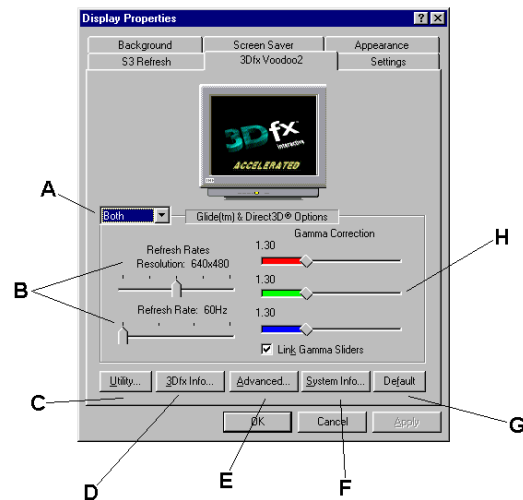 Display Properties
Background Screen Saver Appearance
S3 Refresh 3Dfx Voodoo2 Settings
3Dfx
interactive
ACCELERATED
A
Both
Glide(tm) & Direct3D® Options
Gamma Correction
1.30
H
Refresh Rates
Resolution: 640x480
1.30
B
Refresh Rate: 60Hz
1.30
Link Gamma Sliders
Utility... 3Dfx Info... Advanced... System Info... Default
C
G
OK Cancel Apply
D
E
F